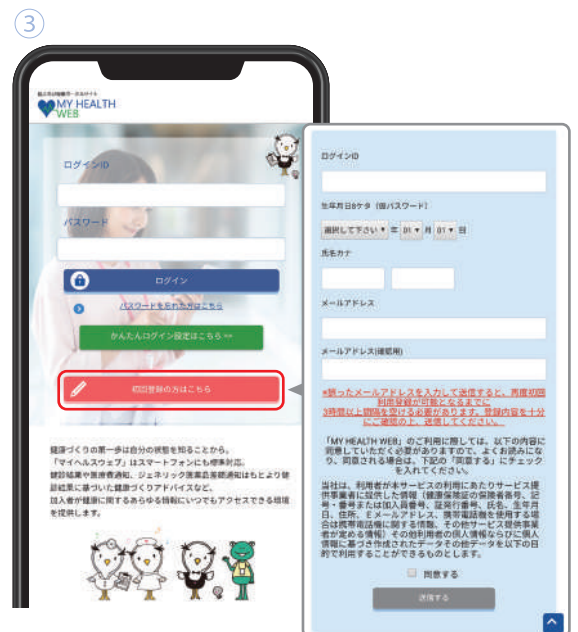 ③
MY HEALTH
WEB
ログインID
パスワード
ログイン
パスワードを忘れた方はこちら
かんたんログイン設定はこちら >>
初回登録の方はこちら
健康づくりの第一歩は自分の状態を知ることから。
「マイヘルスウェブ」はスマートフォンにも標準対応。
健診結果や医療費通知、ジェネリック医薬品差額通知はもとより健
診結果に基づいた健康づくりアドバイスなど、
加入者が健康に関するあらゆる情報にいつでもアクセスできる環境
を提供します。
ログインID
生年月日8ケタ（仮パスワード）
選択して下さい▼ 年 01▼ 月 01▼ 日
氏名カナ
メールアドレス
メールアドレス(確認用)
※誤ったメールアドレスを入力して送信すると、再度初回
利用登録が可能となるまでに
3時間以上間隔を空ける必要があります。登録内容を十分
にご確認の上、送信してください。
「MY HEALTH WEB」のご利用に際しては、以下の内容に
同意していただく必要がありますので、よくお読みにな
り、同意される場合は、下記の「同意する」にチェック
を入れてください。
当社は、利用者が本サービスの利用にあたりサービス提
供事業者に提供した情報（健康保険証の保険者番号、記
号・番号または加入員番号、証発行番号、氏名、生年月
日、住所、Ｅメールアドレス、携帯電話機を使用する場
合は携帯電話機に関する情報、その他サービス提供事業
者が定める情報）その他利用者の個人情報ならびに個人
情報に基づき作成されたデータその他データを以下の目
的で利用することができるものとします。
同意する
送信する